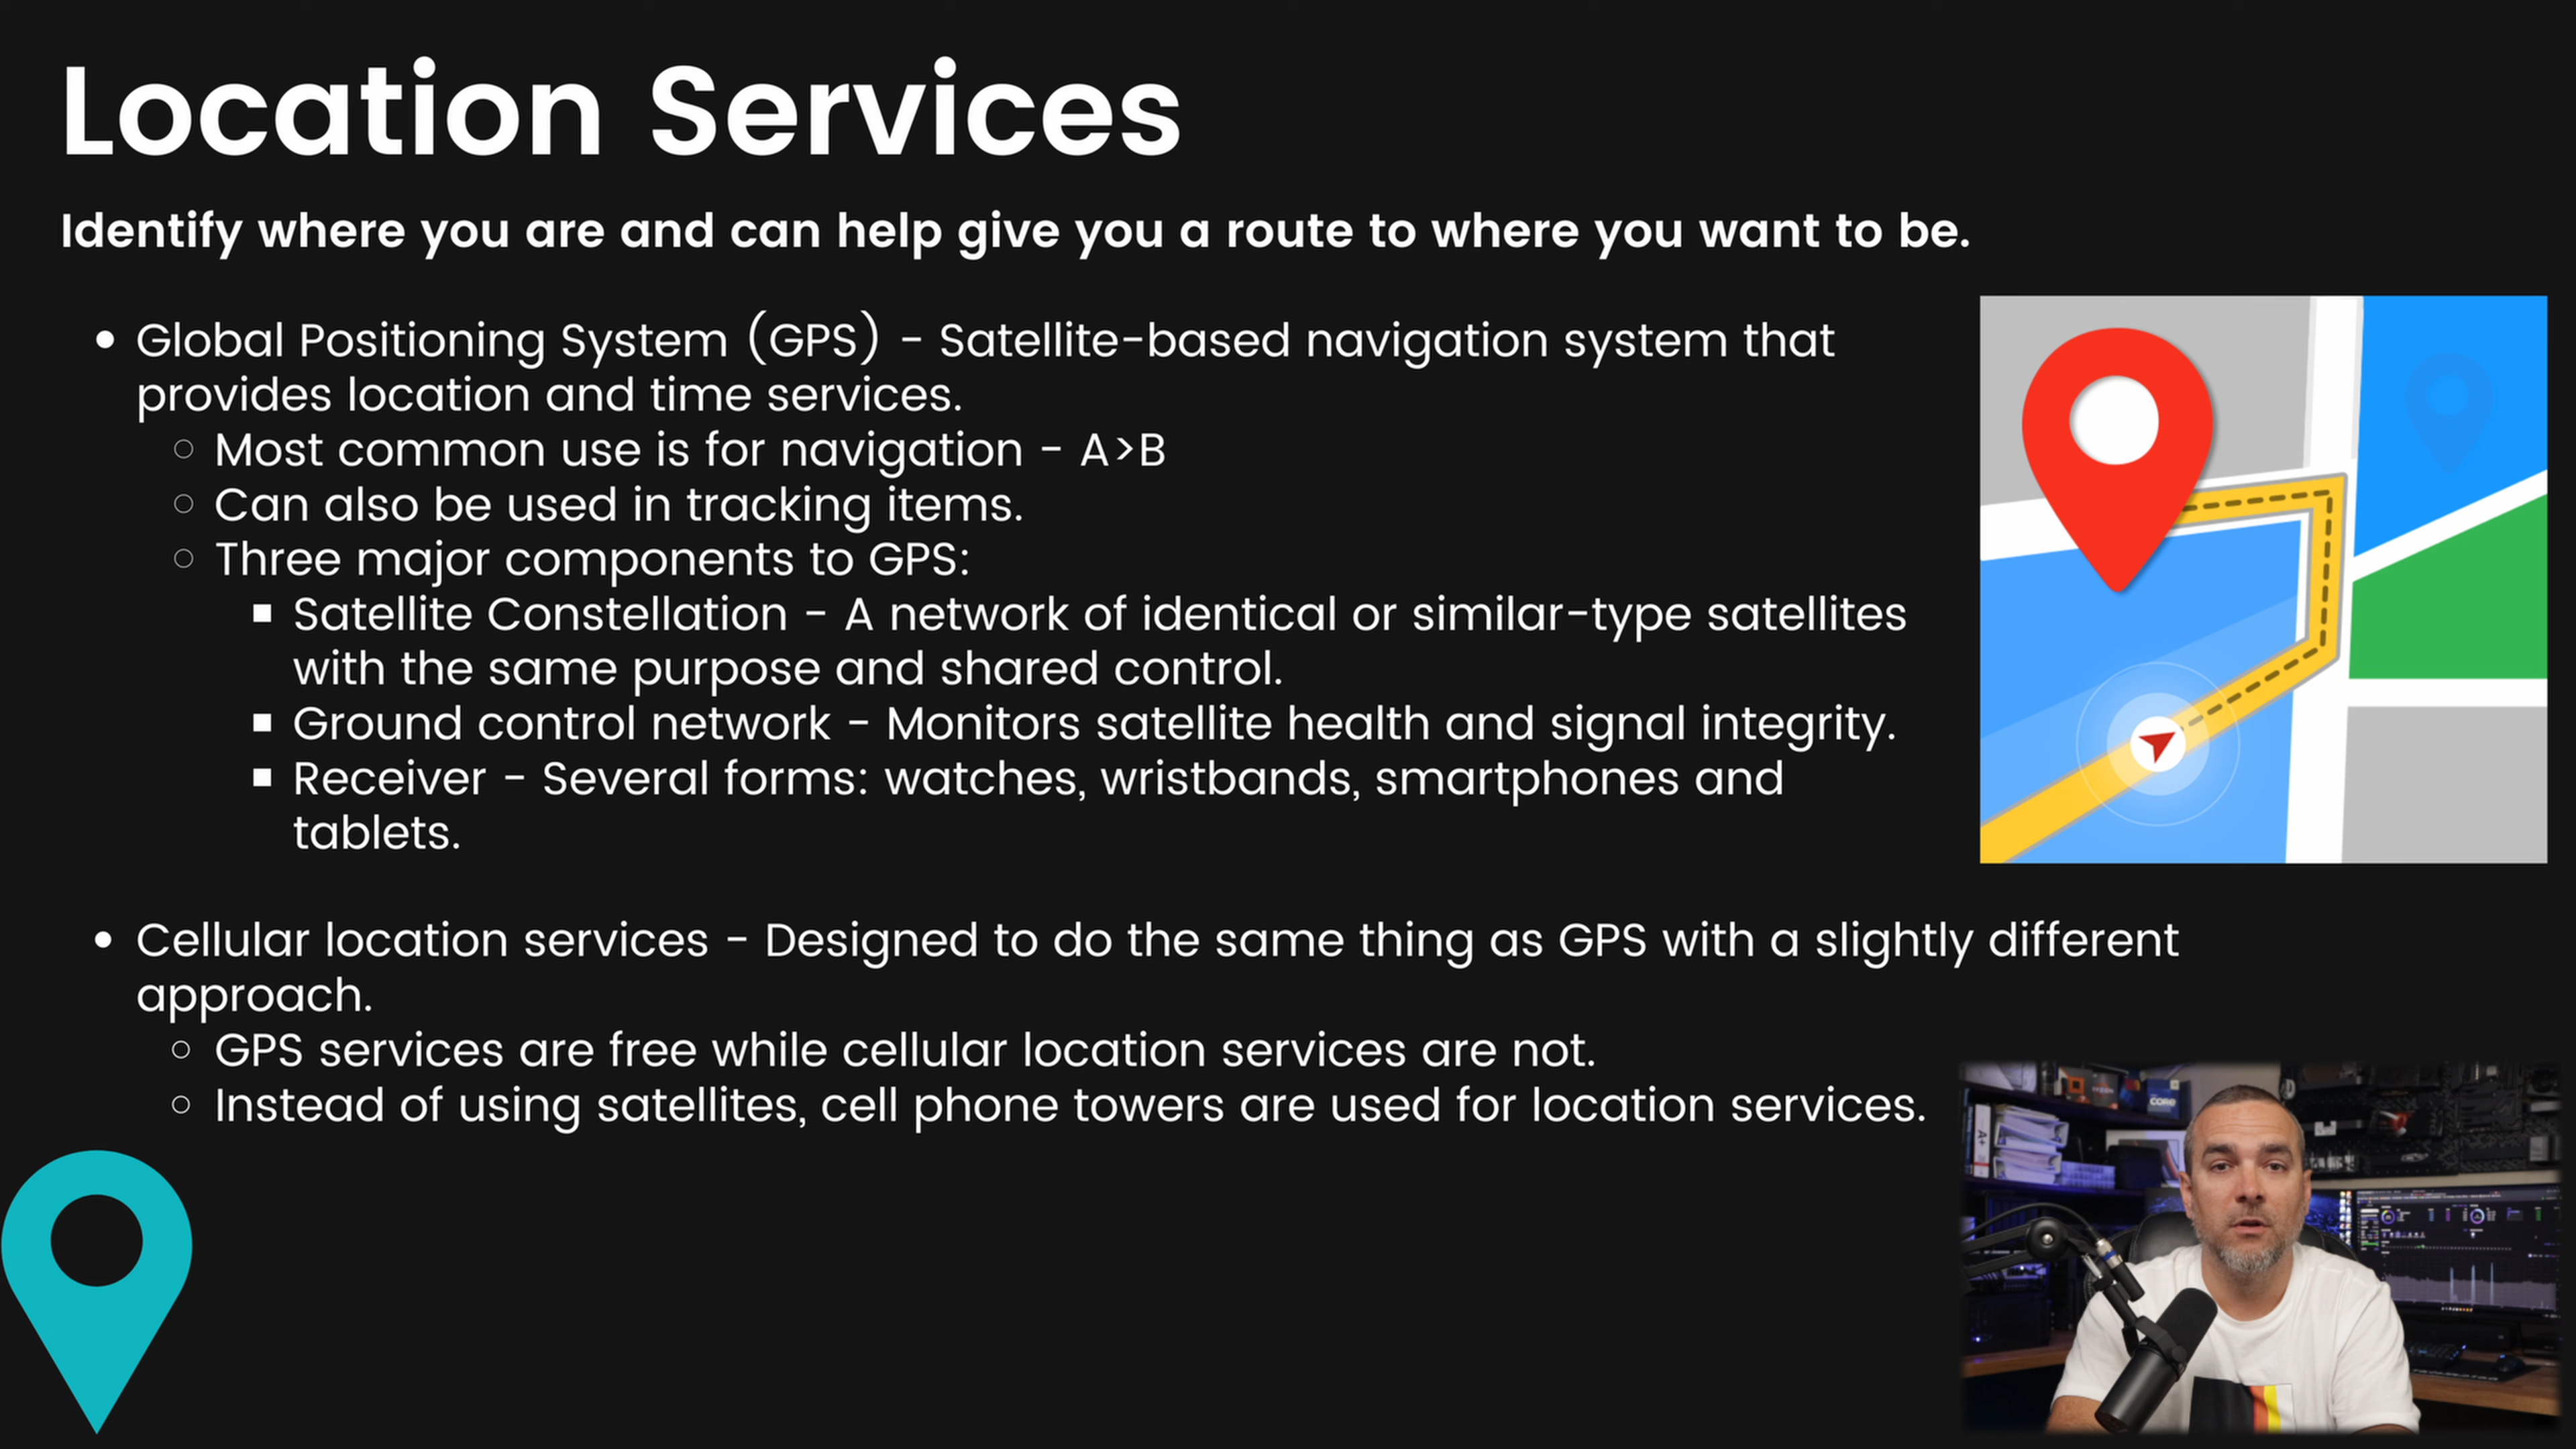 Location Services
Identify where you are and can help give you a route to where you want to be.
• Global Positioning System (GPS) - Satellite-based navigation system that
provides location and time services.
○ Most common use is for navigation - A>B
○ Can also be used in tracking items.
○ Three major components to GPS:
▪ Satellite Constellation - A network of identical or similar-type satellites
with the same purpose and shared control.
▪ Ground control network - Monitors satellite health and signal integrity.
▪ Receiver - Several forms: watches, wristbands, smartphones and
tablets.
• Cellular location services - Designed to do the same thing as GPS with a slightly different
approach.
○ GPS services are free while cellular location services are not.
○ Instead of using satellites, cell phone towers are used for location services.
CORE
A+